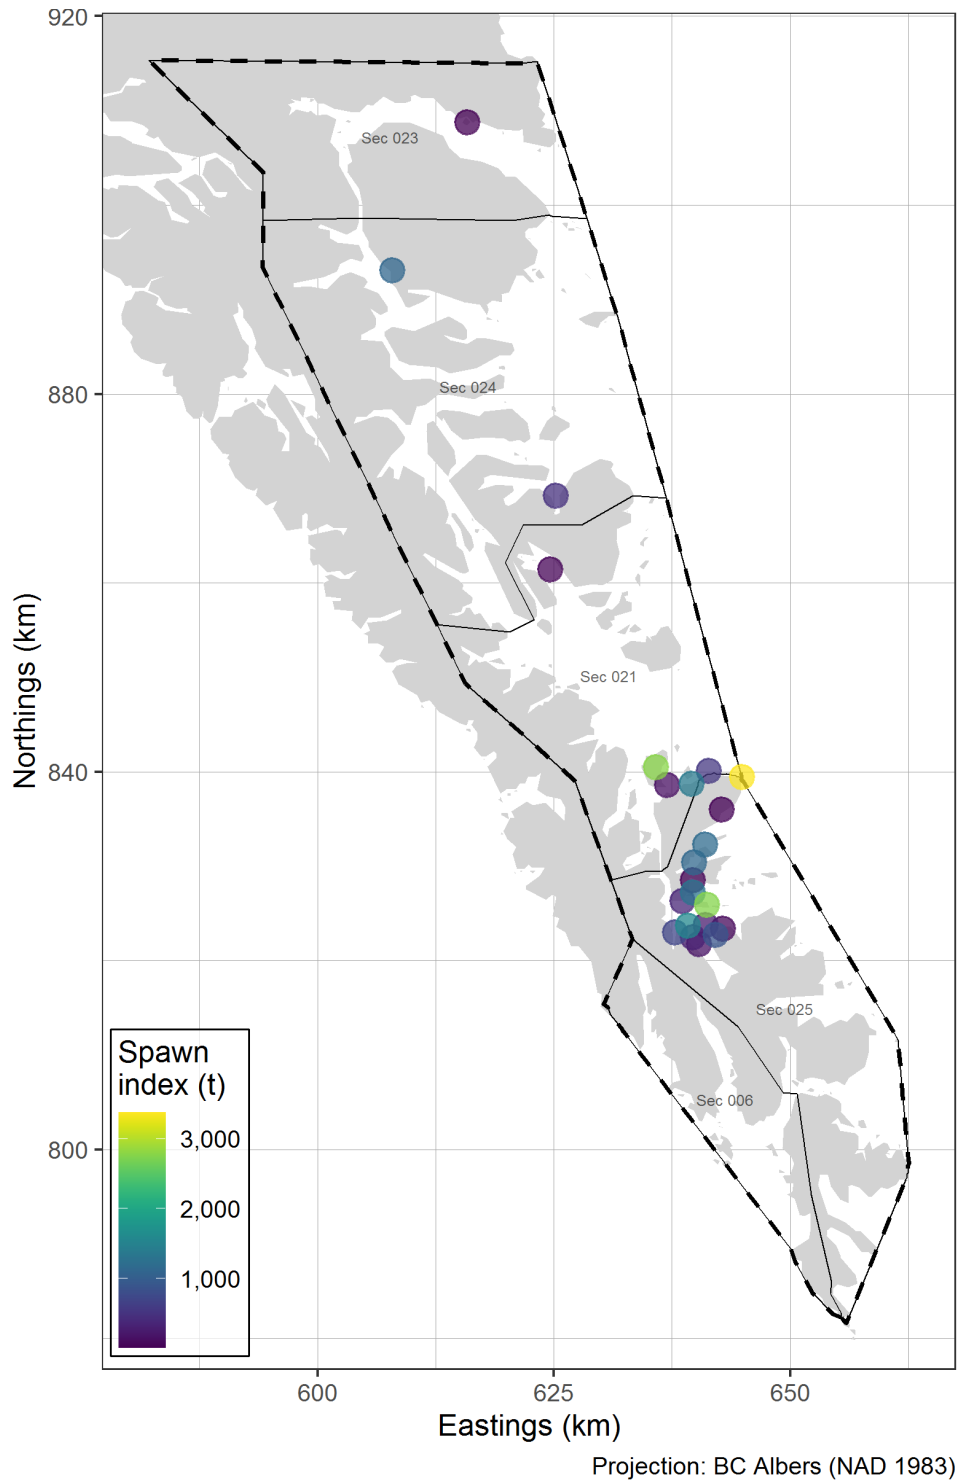 920
880
840
800
Northings (km)
Sec 023
Sec 024
Sec 021
Sec 025
Sec 006
Spawn
index (t)
3,000
2,000
1,000
600
625
650
Eastings (km)
Projection: BC Albers (NAD 1983)